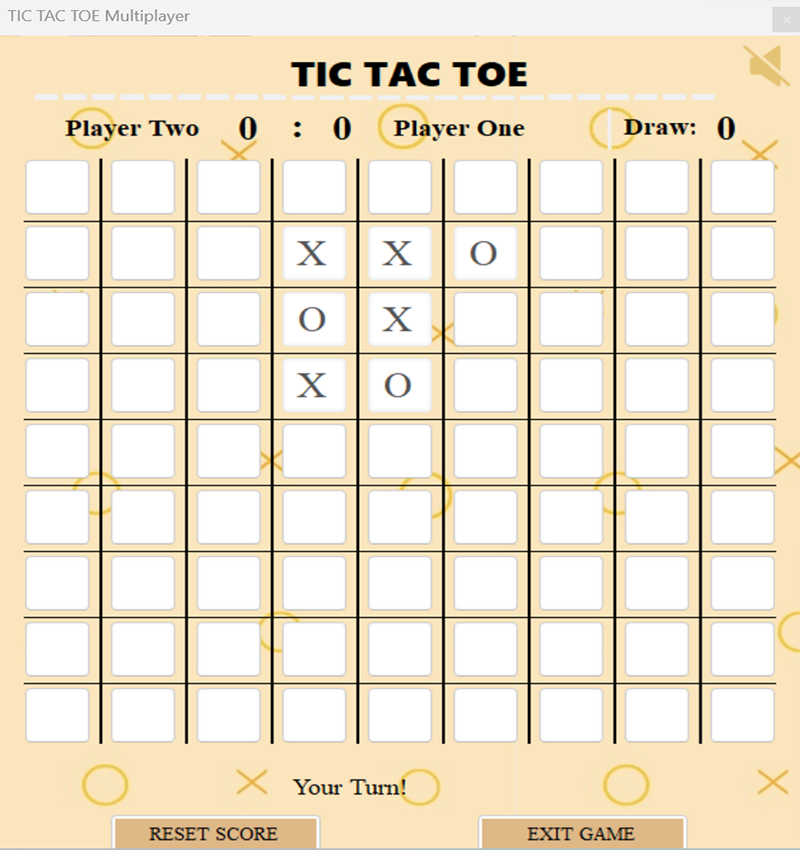 TIC TAC TOE Multiplayer
TIC TAC TOE
Player Two 0 : 0 Player One Draw: 0
X X O
O X
X O
Your Turn!
RESET SCORE EXIT GAME